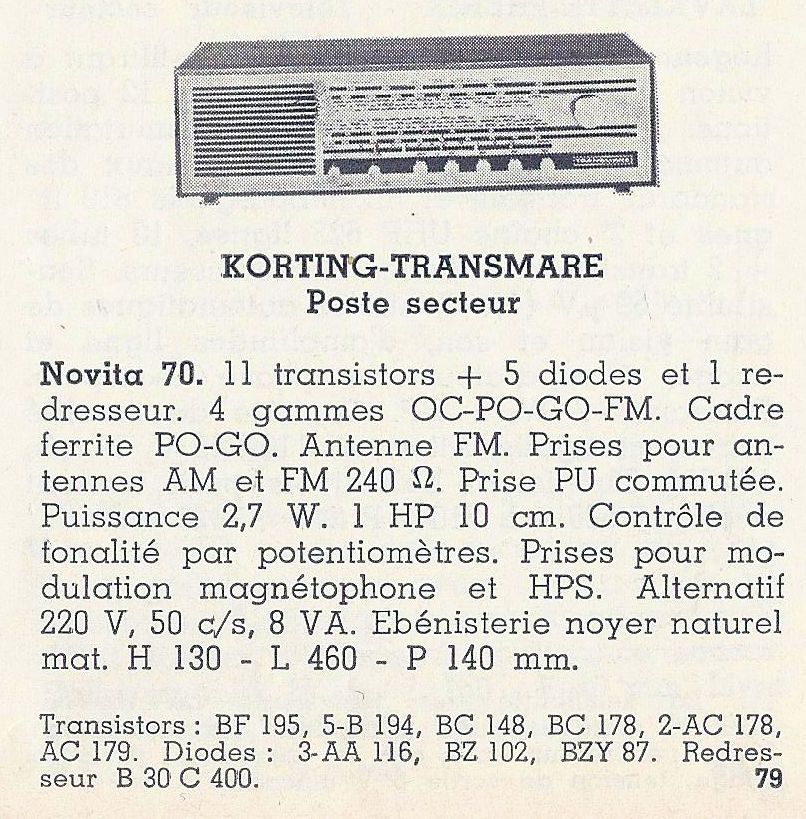 KORTING-TRANSMARE
Poste secteur
Novita 70. 11 transistors + 5 diodes et 1 re-
dresseur. 4 gammes OC-PO-GO-FM. Cadre
ferrite PO-GO. Antenne FM. Prises pour an-
tennes AM et FM 240 Ω. Prise PU commutée.
Puissance 2,7 W. 1 HP 10 cm. Contrôle de
tonalité par potentiomètres. Prises pour mo-
dulation magnétophone et HPS. Alternatif
220 V, 50 c/s, 8 VA. Ebénisterie noyer naturel
mat. H 130 - L 460 - P 140 mm.
Transistors : BF 195, 5-B 194, BC 148, BC 178, 2-AC 178,
AC 179. Diodes : 3-AA 116, BZ 102, BZY 87. Redres-
seur B 30 C 400. 79